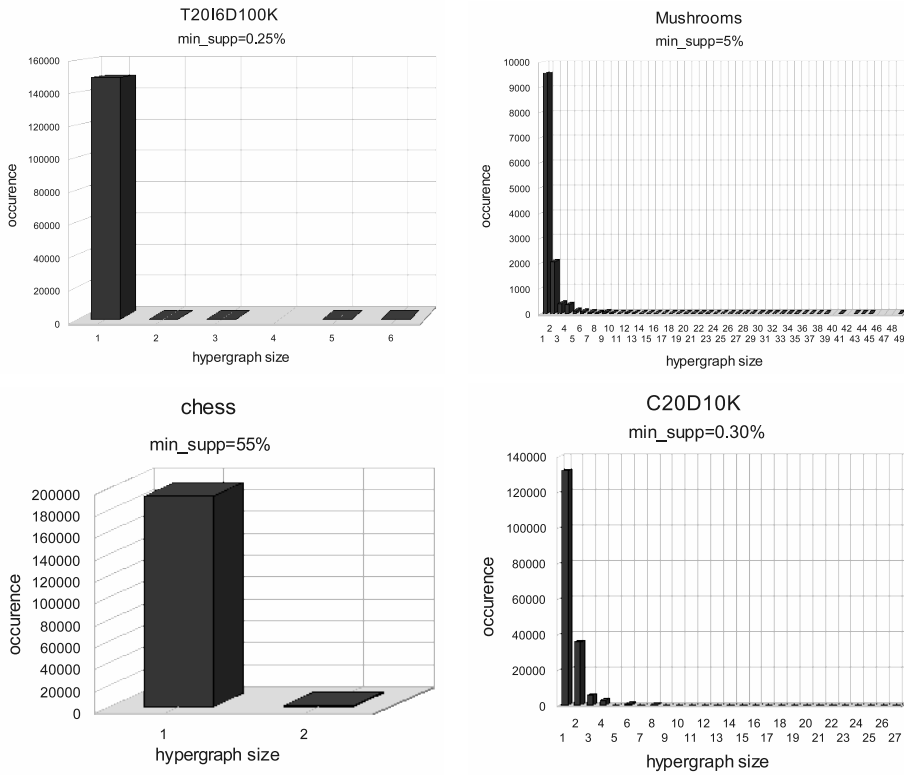 T20I6D100K
min_supp=0.25%
160000
140000
120000
100000
80000
60000
40000
20000
0
occurence
1 2 3 4 5 6
hypergraph size
Mushrooms
min_supp=5%
10000
9000
8000
7000
6000
5000
4000
3000
2000
1000
0
occurence
2 4 6 8 10 12 14 16 18 20 22 24 26 28 30 32 34 36 38 40 42 44 46 48
1 3 5 7 9 11 13 15 17 19 21 23 25 27 29 31 33 35 37 39 41 43 45 47 49
hypergraph size
chess
min_supp=55%
200000
180000
160000
140000
120000
100000
80000
60000
40000
20000
0
occurence
1 2
hypergraph size
C20D10K
min_supp=0.30%
140000
120000
100000
80000
60000
40000
20000
0
occurence
2 4 6 8 10 12 14 16 18 20 22 24 26
1 3 5 7 9 11 13 15 17 19 21 23 25 27
hypergraph size